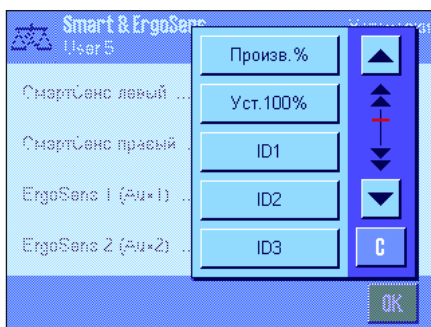 Smart & ErgoSens
User 5
СмартСенс левый ...
СмартСенс правый ...
ErgoSens 1 (Aux1) ...
ErgoSens 2 (Aux2) ...
Произв.%
Уст.100%
ID1
ID2
ID3
C
OK